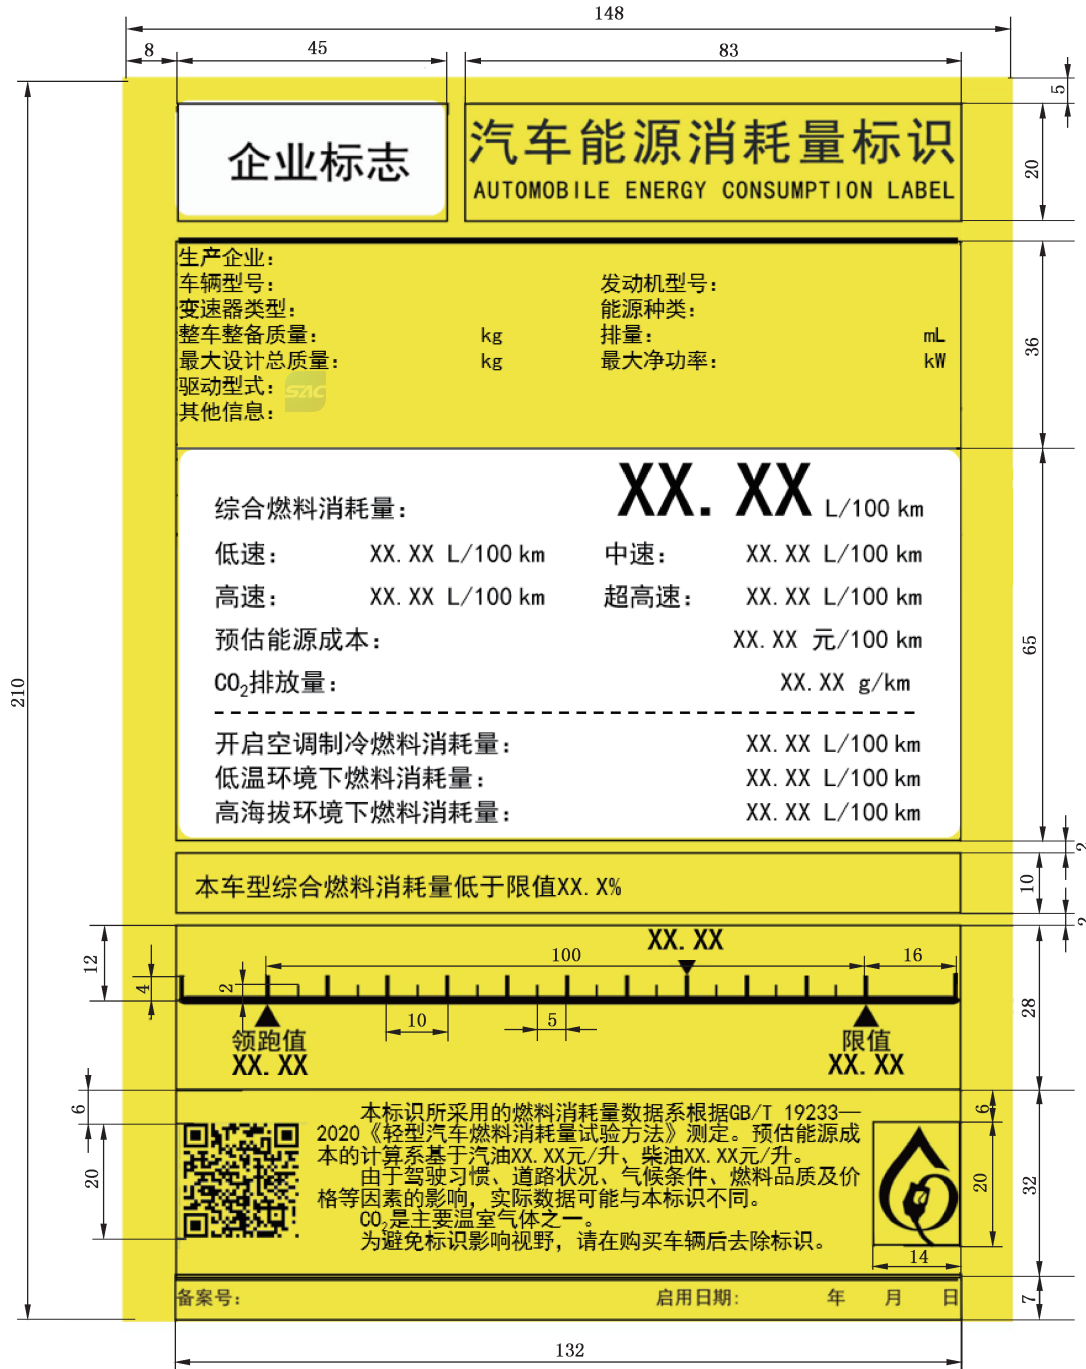 148
8 45 83
5
企业标志
汽车能源消耗量标识
AUTOMOBILE ENERGY CONSUMPTION LABEL
20
生产企业：
车辆型号： 发动机型号：
变速器类型： 能源种类：
整车整备质量： kg 排量： mL
最大设计总质量： kg 最大净功率： kW
驱动型式：
SAC
其他信息：
36
综合燃料消耗量： XX.XX L/100 km
低速： XX.XX L/100 km 中速： XX.XX L/100 km
高速： XX.XX L/100 km 超高速： XX.XX L/100 km
预估能源成本： XX.XX 元/100 km
CO₂排放量： XX.XX g/km
65
210
开启空调制冷燃料消耗量： XX.XX L/100 km
低温环境下燃料消耗量： XX.XX L/100 km
高海拔环境下燃料消耗量： XX.XX L/100 km
2
本车型综合燃料消耗量低于限值XX.X%
10
2
XX.XX
12 100 16
4 2
10 5
28
领跑值 限值
XX.XX XX.XX
6 6
本标识所采用的燃料消耗量数据系根据GB/T 19233—
2020《轻型汽车燃料消耗量试验方法》测定。预估能源成
本的计算系基于汽油XX.XX元/升、柴油XX.XX元/升。
由于驾驶习惯、道路状况、气候条件、燃料品质及价
格等因素的影响，实际数据可能与本标识不同。
CO₂是主要温室气体之一。
为避免标识影响视野，请在购买车辆后去除标识。
20 20 32
14
备案号： 启用日期： 年 月 日
7
132